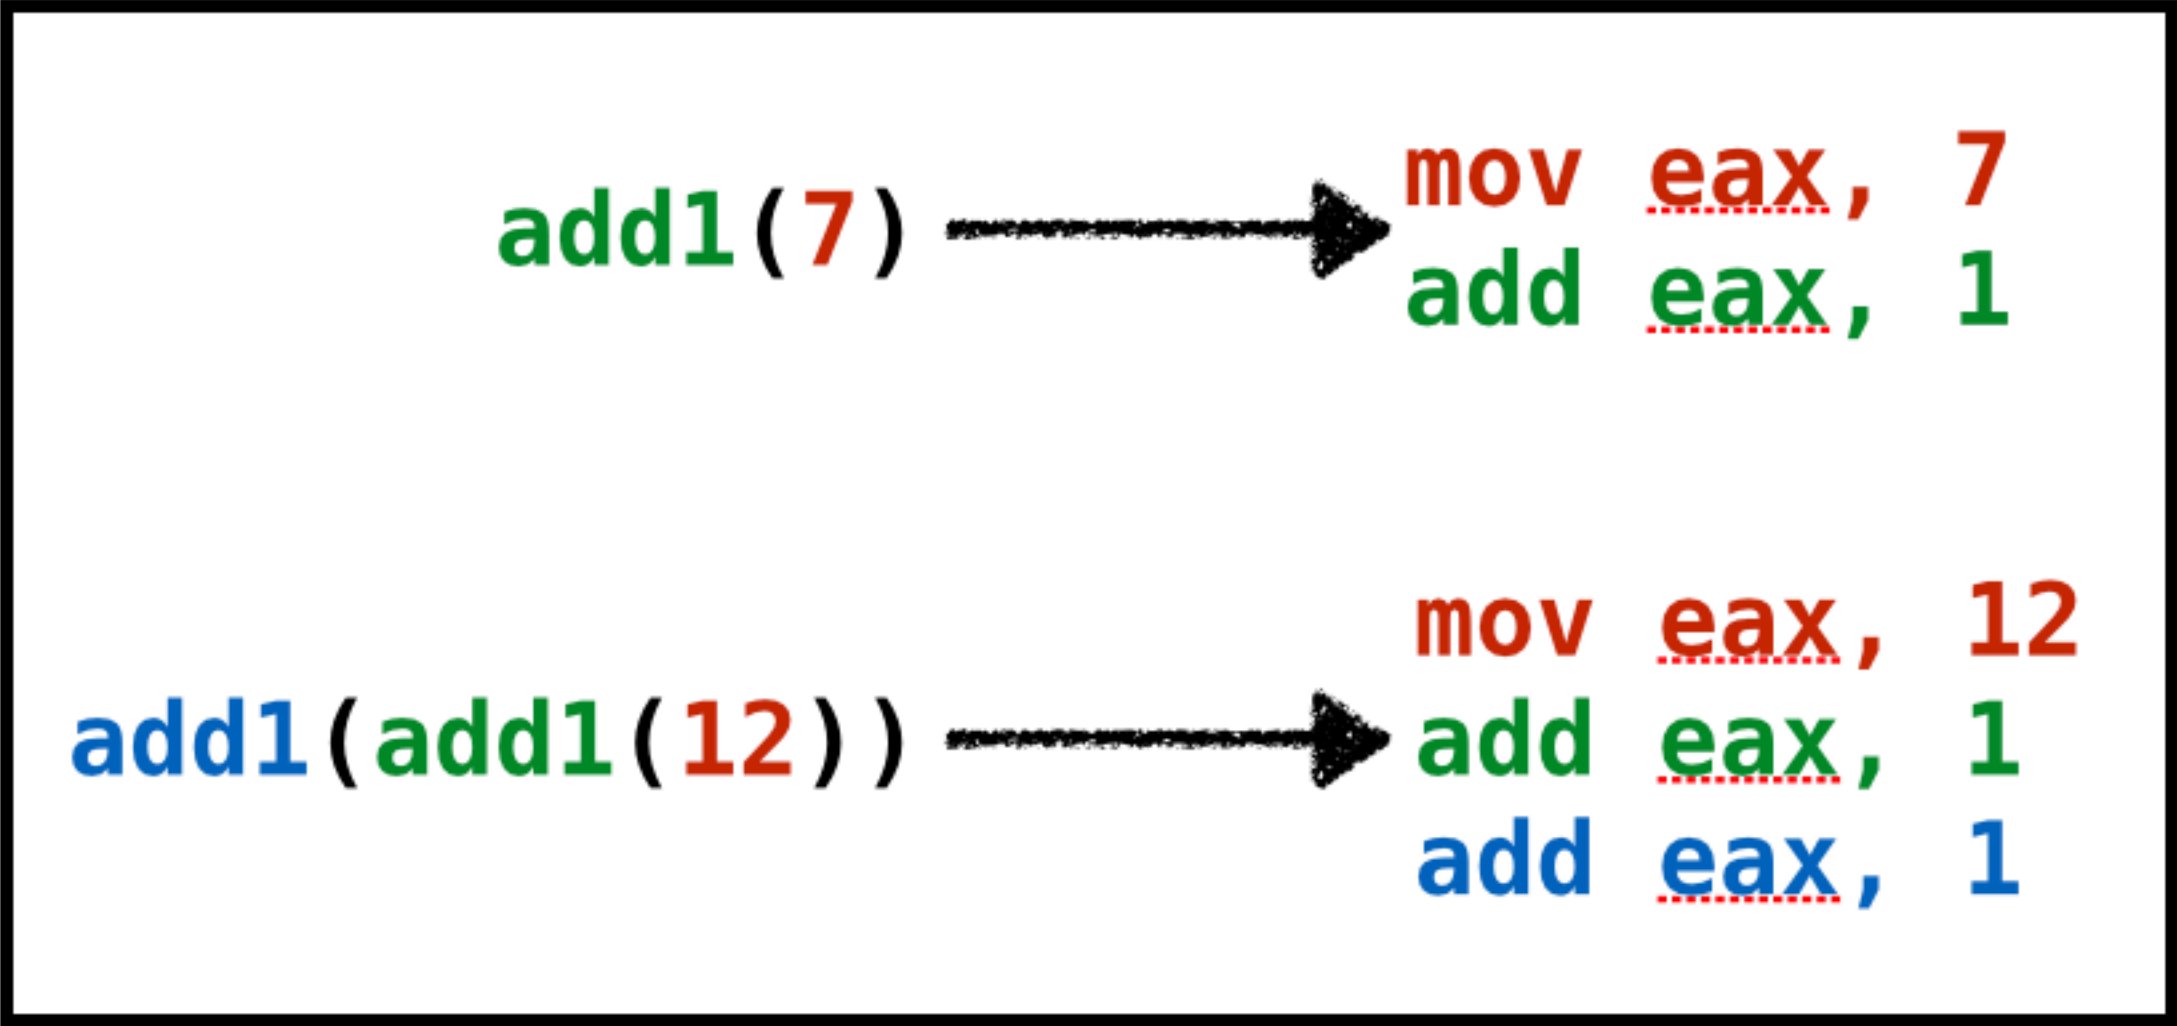 add1(7)
mov eax, 7
add eax, 1
add1(add1(12))
mov eax, 12
add eax, 1
add eax, 1